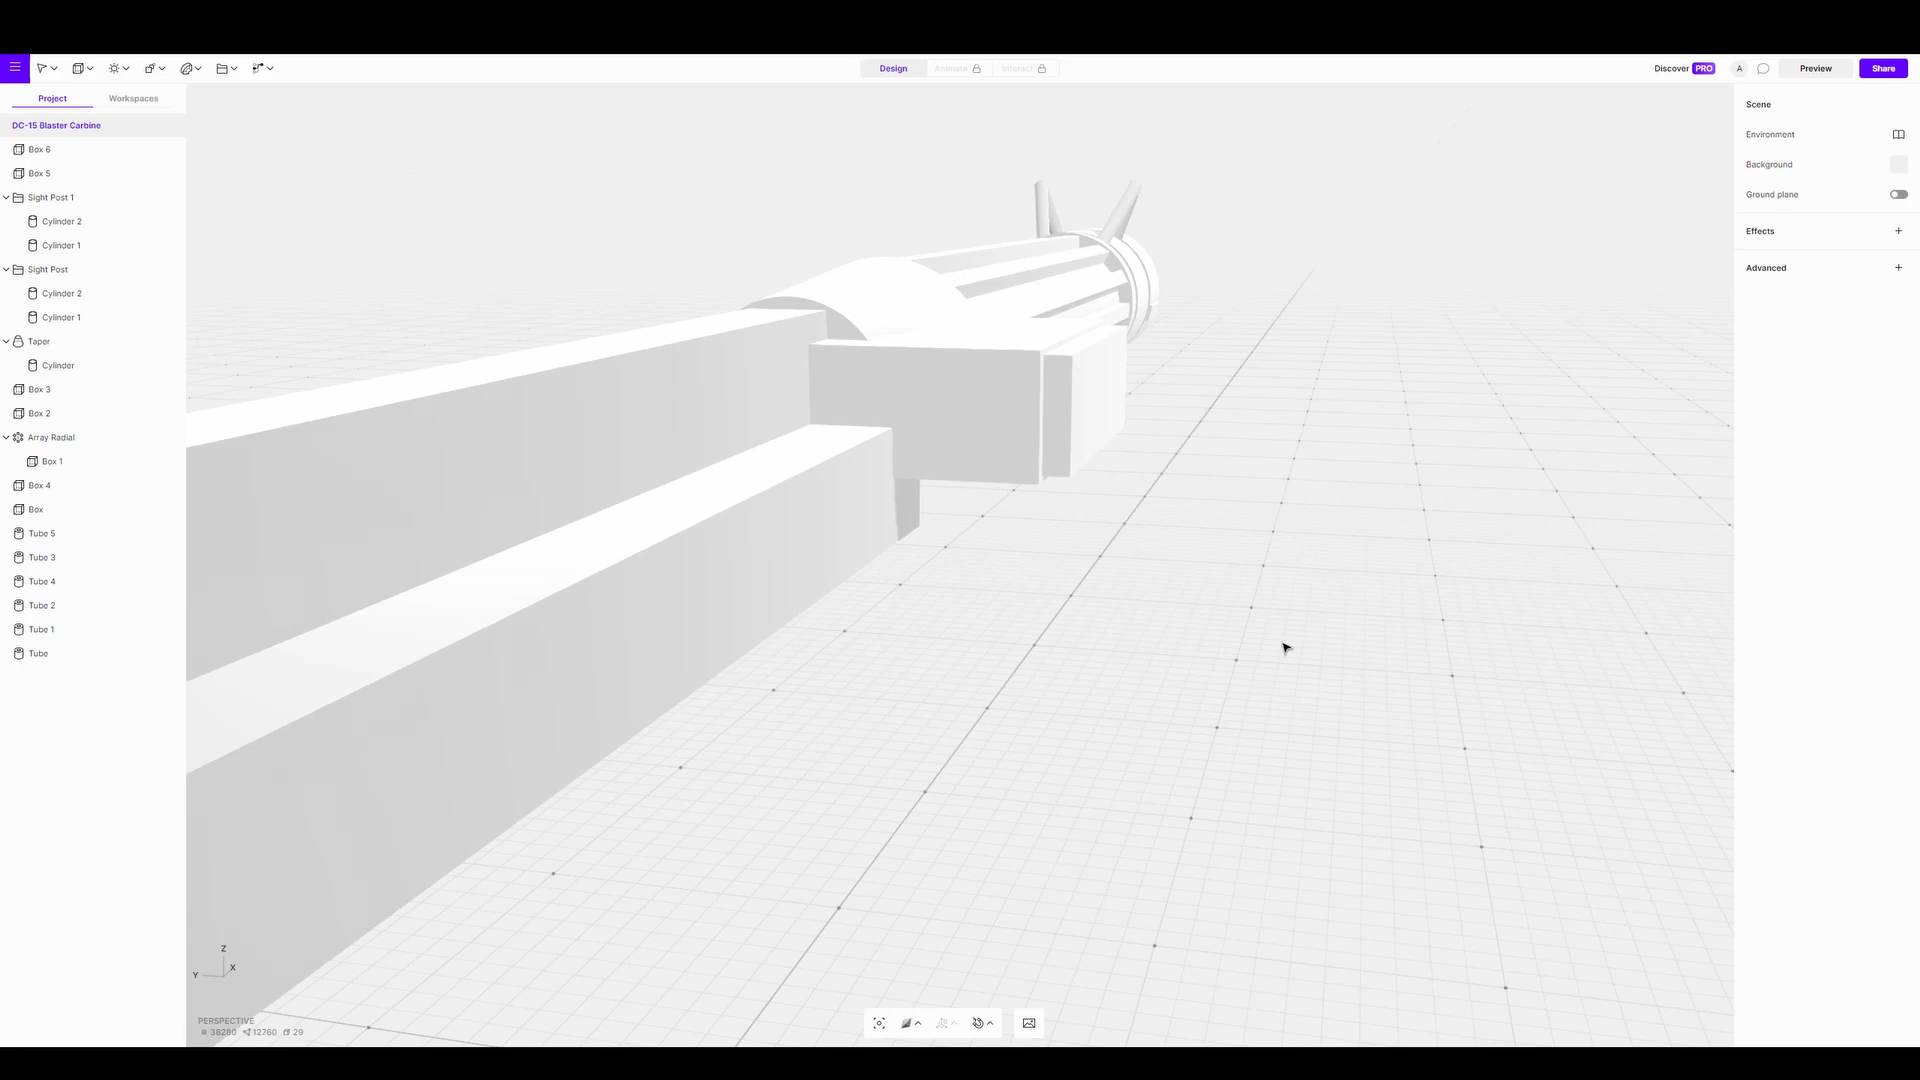 Design
Animate
Interact
Discover PRO
A
Preview
Share
Project
Workspaces
DC-15 Blaster Carbine
Box 6
Box 5
Sight Post 1
Cylinder 2
Cylinder 1
Sight Post
Cylinder 2
Cylinder 1
Taper
Cylinder
Box 3
Box 2
Array Radial
Box 1
Box 4
Box
Tube 5
Tube 3
Tube 4
Tube 2
Tube 1
Tube
Scene
Environment
Background
Ground plane
Effects
Advanced
Z
Y
X
PERSPECTIVE
38280 12760 29